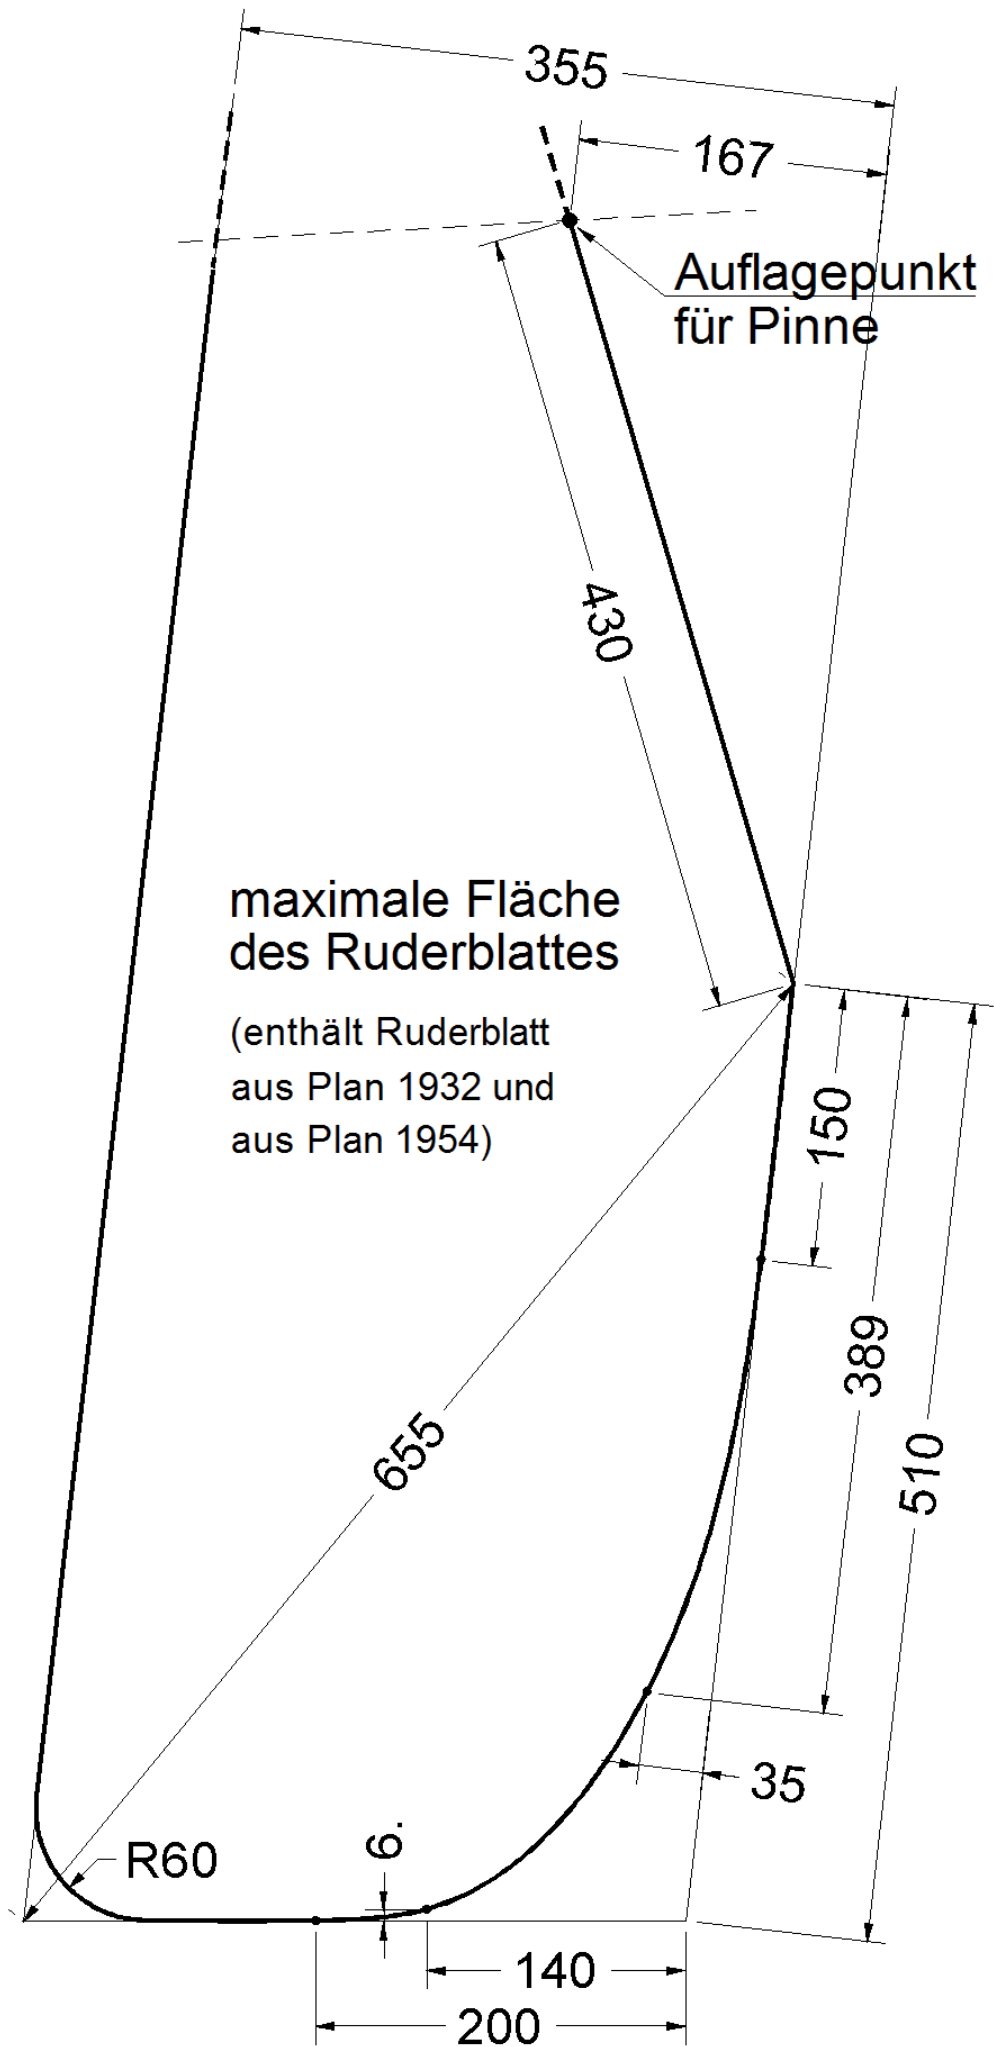 355
167
Auflagepunkt
für Pinne
430
maximale Fläche
des Ruderblattes
(enthält Ruderblatt
aus Plan 1932 und
aus Plan 1954)
150
389
655
510
35
6.
R60
140
200